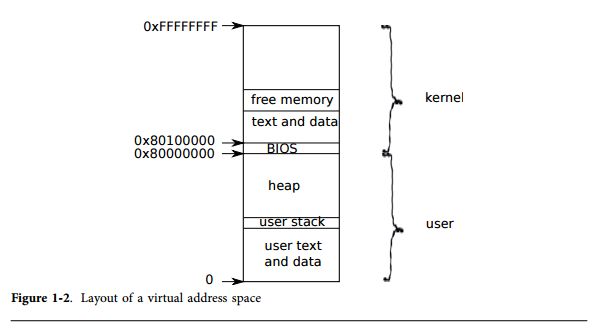 0xFFFFFFFF
free memory
kernel
text and data
0x80100000
BIOS
0x80000000
heap
user stack
user
user text
and data
0
Figure 1-2. Layout of a virtual address space